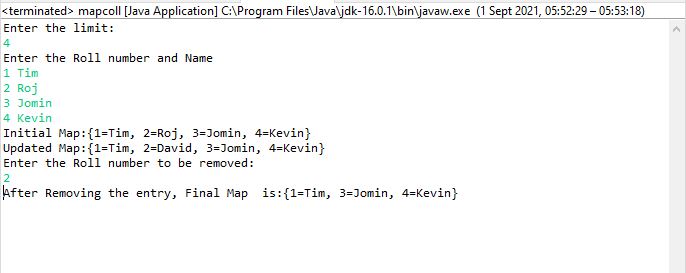 <terminated> mapcoll [Java Application] C:\Program Files\Java\jdk-16.0.1\bin\javaw.exe (1 Sept 2021, 05:52:29 – 05:53:18)
Enter the limit:
4
Enter the Roll number and Name
1 Tim
2 Roj
3 Jomin
4 Kevin
Initial Map:{1=Tim, 2=Roj, 3=Jomin, 4=Kevin}
Updated Map:{1=Tim, 2=David, 3=Jomin, 4=Kevin}
Enter the Roll number to be removed:
2
After Removing the entry, Final Map  is:{1=Tim, 3=Jomin, 4=Kevin}